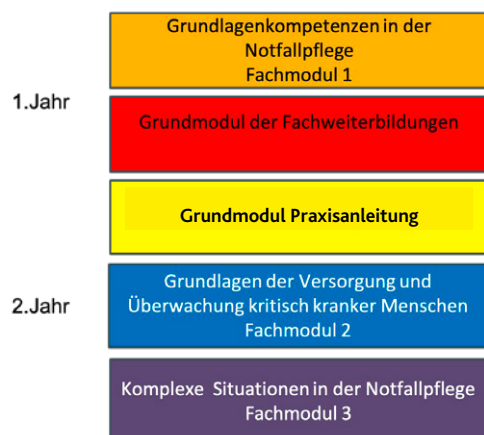 Grundlagenkompetenzen in der
Notfallpflege
Fachmodul 1
1.Jahr
Grundmodul der Fachweiterbildungen
Grundmodul Praxisanleitung
Grundlagen der Versorgung und
Überwachung kritisch kranker Menschen
Fachmodul 2
2.Jahr
Komplexe Situationen in der Notfallpflege
Fachmodul 3